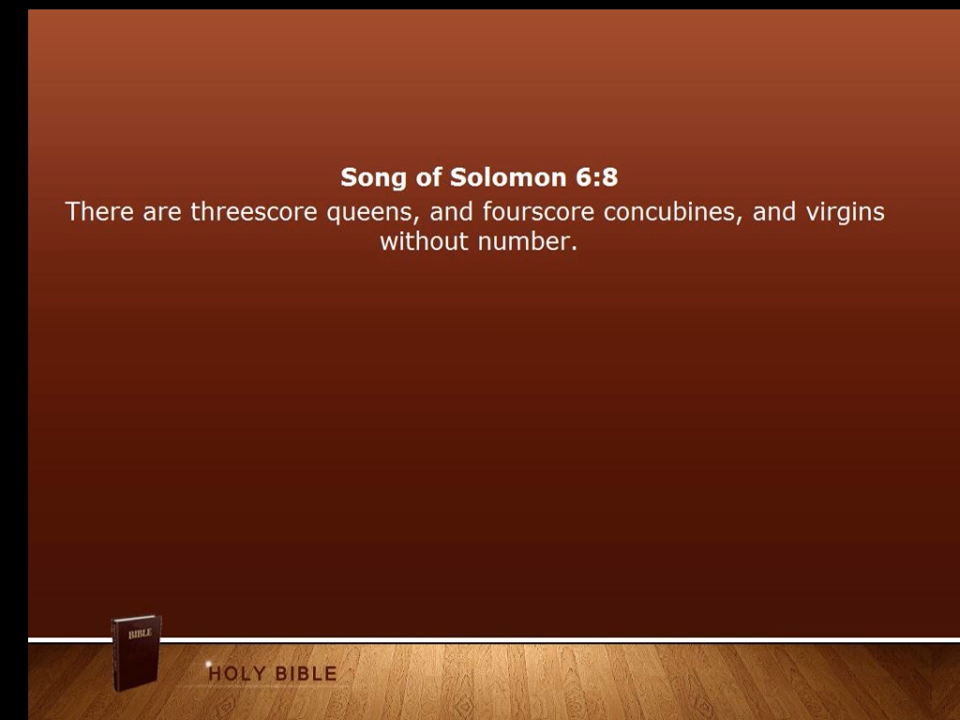 Song of Solomon 6:8
There are threescore queens, and fourscore concubines, and virgins
without number.
BIBLE
HOLY BIBLE